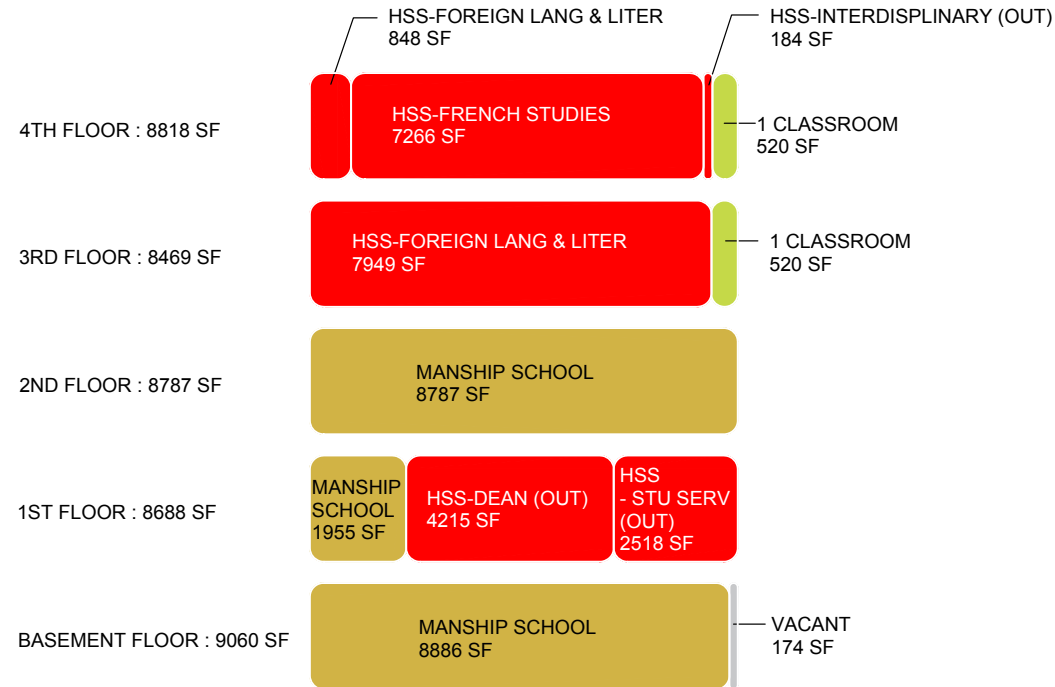 HSS-FOREIGN LANG & LITER
848 SF
HSS-INTERDISPLINARY (OUT)
184 SF
4TH FLOOR : 8818 SF
HSS-FRENCH STUDIES
7266 SF
1 CLASSROOM
520 SF
3RD FLOOR : 8469 SF
HSS-FOREIGN LANG & LITER
7949 SF
1 CLASSROOM
520 SF
2ND FLOOR : 8787 SF
MANSHIP SCHOOL
8787 SF
1ST FLOOR : 8688 SF
MANSHIP
SCHOOL
1955 SF
HSS-DEAN (OUT)
4215 SF
HSS
- STU SERV
(OUT)
2518 SF
BASEMENT FLOOR : 9060 SF
MANSHIP SCHOOL
8886 SF
VACANT
174 SF